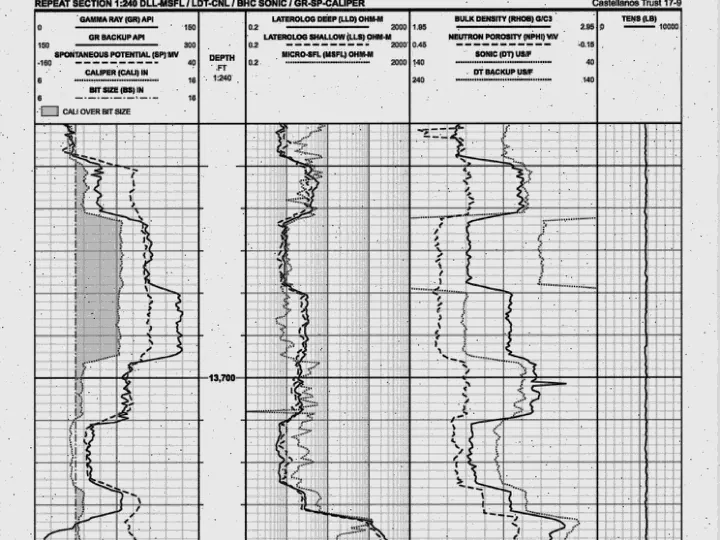 REPEAT SECTION 1:240 DLL-MSFL / LDT-CNL / BHC SONIC / GR-SP-CALIPER Castellanos Trust 17-9
GAMMA RAY (GR) API
0 150
GR BACKUP API
150 300
SPONTANEOUS POTENTIAL (SP) MV
-160 40
CALIPER (CALI) IN
6 16
BIT SIZE (BS) IN
6 16
CALI OVER BIT SIZE
DEPTH
FT
1:240
LATEROLOG DEEP (LLD) OHM-M
0.2 2000
LATEROLOG SHALLOW (LLS) OHM-M
0.2 2000
MICRO-SFL (MSFL) OHM-M
0.2 2000
BULK DENSITY (RHOB) G/C3
1.95 2.95
NEUTRON POROSITY (NPHI) V/V
0.45 -0.15
SONIC (DT) US/F
140 40
DT BACKUP US/F
240 140
TENS (LB)
0 10000
13,700